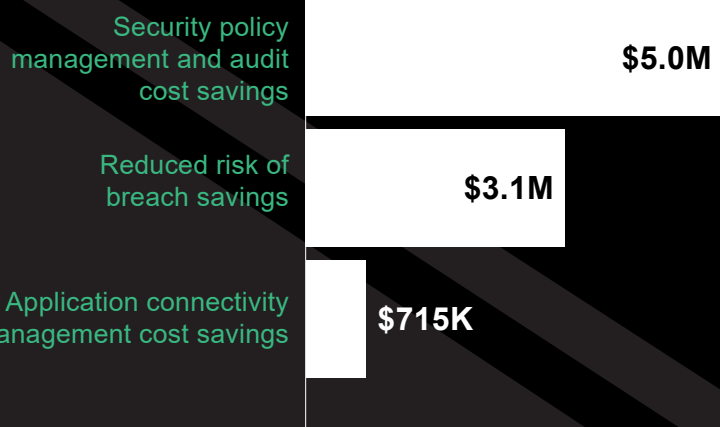 Security policy
management and audit
cost savings
$5.0M
Reduced risk of
breach savings
$3.1M
Application connectivity
anagement cost savings
$715K